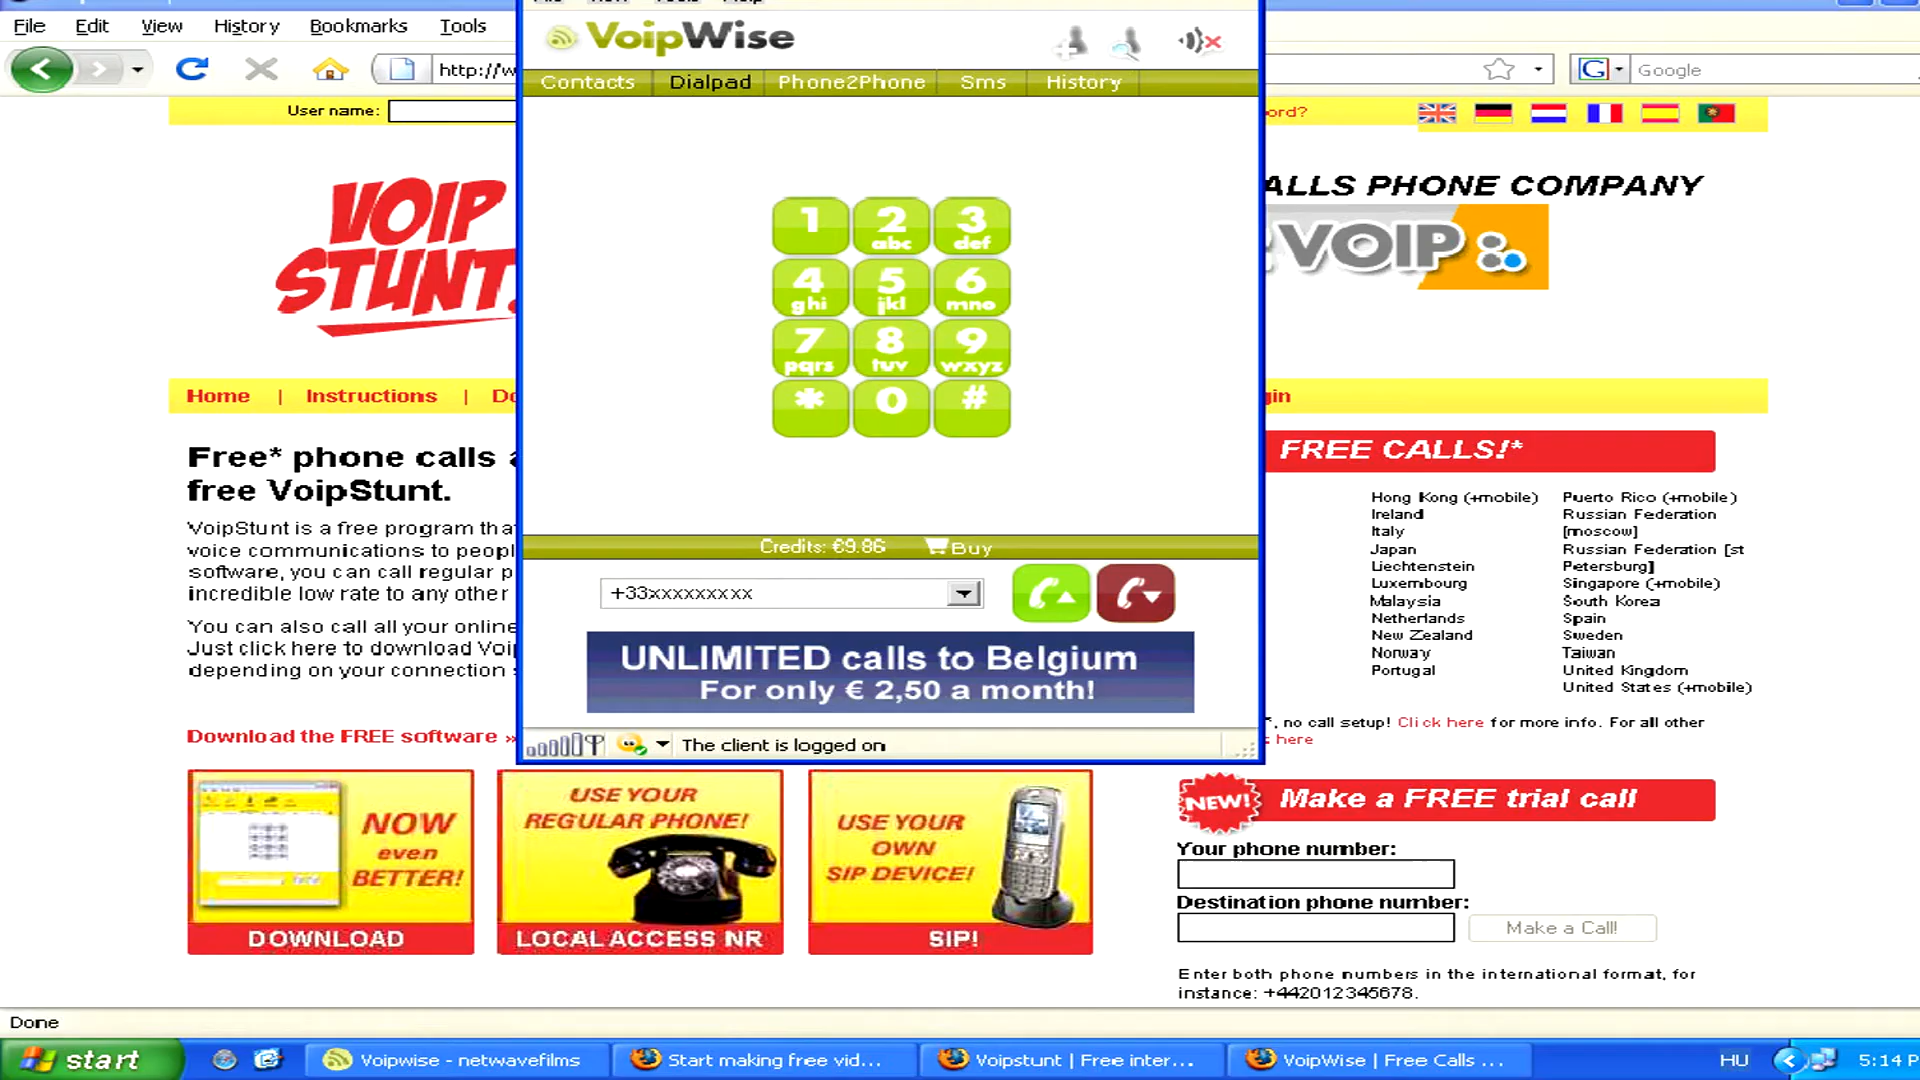 File Edit View History Bookmarks Tools
Google
User name:
VoipWise
Contacts Dialpad Phone2Phone Sms History
VOIP
STUNT
ALLS PHONE COMPANY
VOIP
1 2 abc 3 def
4 ghi 5 jkl 6 mno
7 pqrs 8 tuv 9 wxyz
* 0 #
Home | Instructions |
Free* phone calls
free VoipStunt.
VoipStunt is a free program
voice communications to
software, you can call regular
incredible low rate to any other
You can also call all your online
Just click here to download
depending on your connection
Download the FREE software »
Credits: €9.86 Buy
+33xxxxxxxxx
UNLIMITED calls to Belgium
For only € 2,50 a month!
The client is logged on
FREE CALLS!*
Hong Kong (+mobile) Puerto Rico (+mobile)
Ireland Russian Federation
Italy [moscow]
Japan Russian Federation [st
Liechtenstein Petersburg]
Luxembourg Singapore (+mobile)
Malaysia South Korea
Netherlands Spain
New Zealand Sweden
Norway Taiwan
Portugal United Kingdom
United States (+mobile)
, no call setup! Click here for more info. For all other
here
NOW
even
BETTER!
DOWNLOAD
USE YOUR
REGULAR PHONE!
LOCAL ACCESS NR
USE YOUR
OWN
SIP DEVICE!
SIP!
NEW! Make a FREE trial call
Your phone number:
Destination phone number:
Make a Call!
Enter both phone numbers in the international format, for
instance: +442012345678.
Done
start Voipwise - netwavefilms Start making free vid... Voipstunt | Free inter... VoipWise | Free Calls ... HU 5:14 P